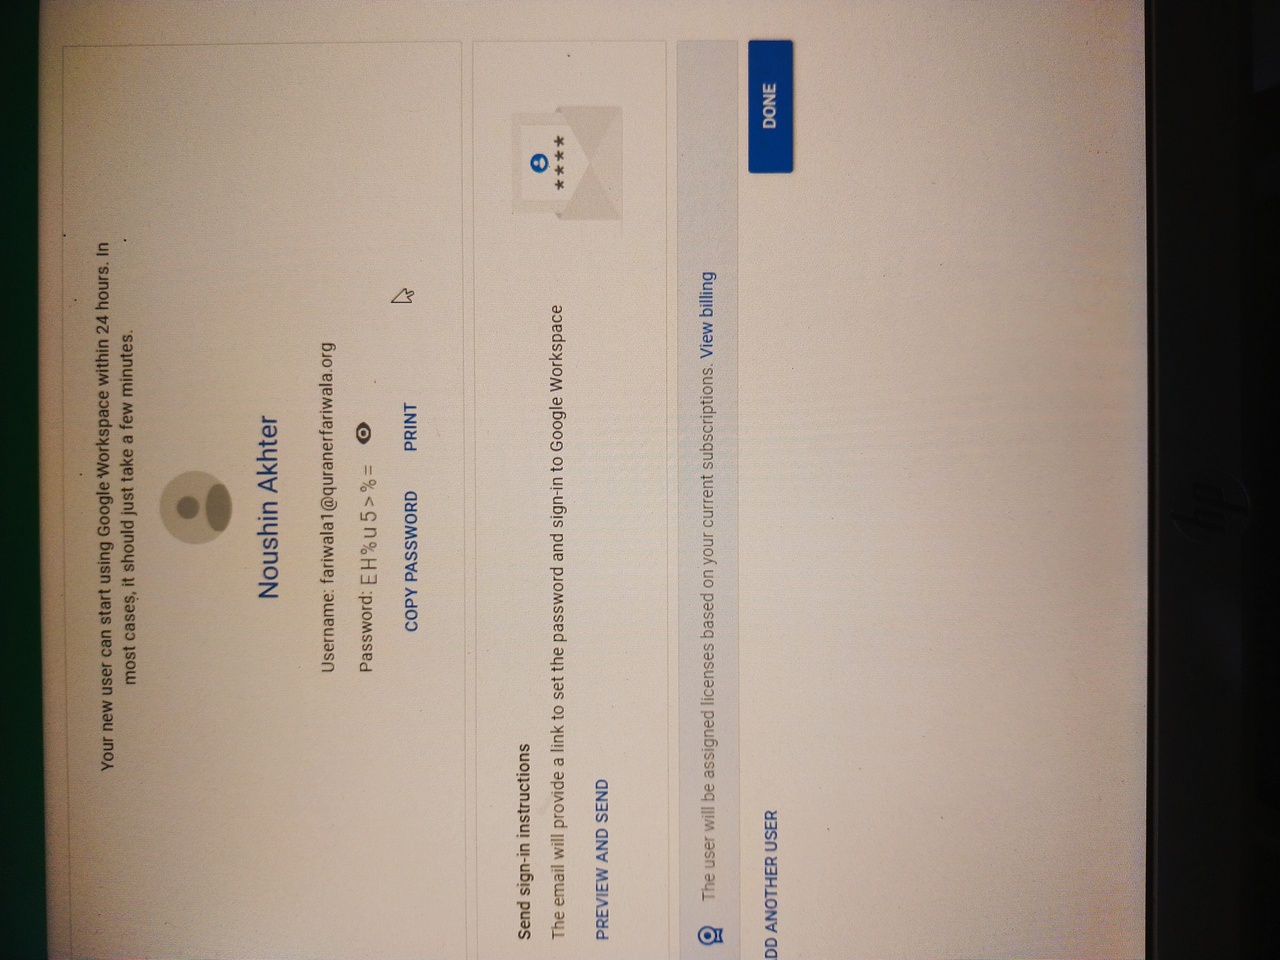 Your new user can start using Google Workspace within 24 hours. In
most cases, it should just take a few minutes.
Noushin Akhter
Username: fariwala1@quranerfariwala.org
Password: EH%u5>%=
COPY PASSWORD PRINT
Send sign-in instructions
The email will provide a link to set the password and sign-in to Google Workspace
PREVIEW AND SEND
****
The user will be assigned licenses based on your current subscriptions. View billing
DD ANOTHER USER
DONE
hp